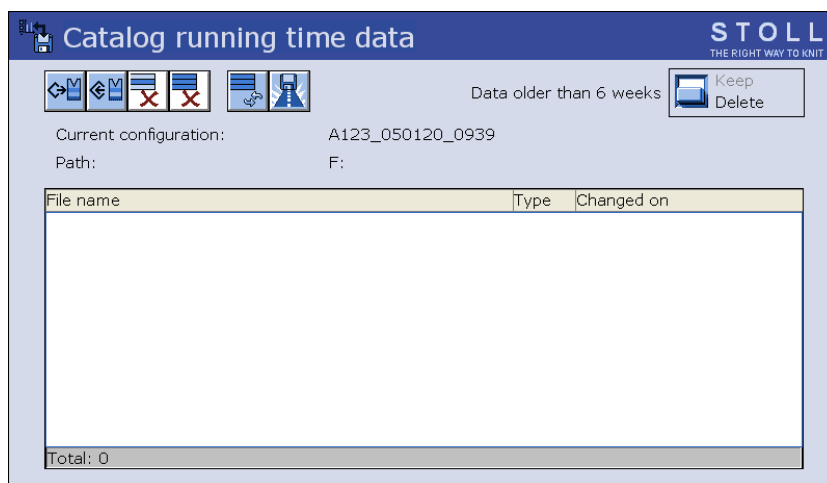 Catalog running time data
STOLL
THE RIGHT WAY TO KNIT
Data older than 6 weeks
Keep
Delete
Current configuration: A123_050120_0939
Path: F:
File name Type Changed on
Total: 0